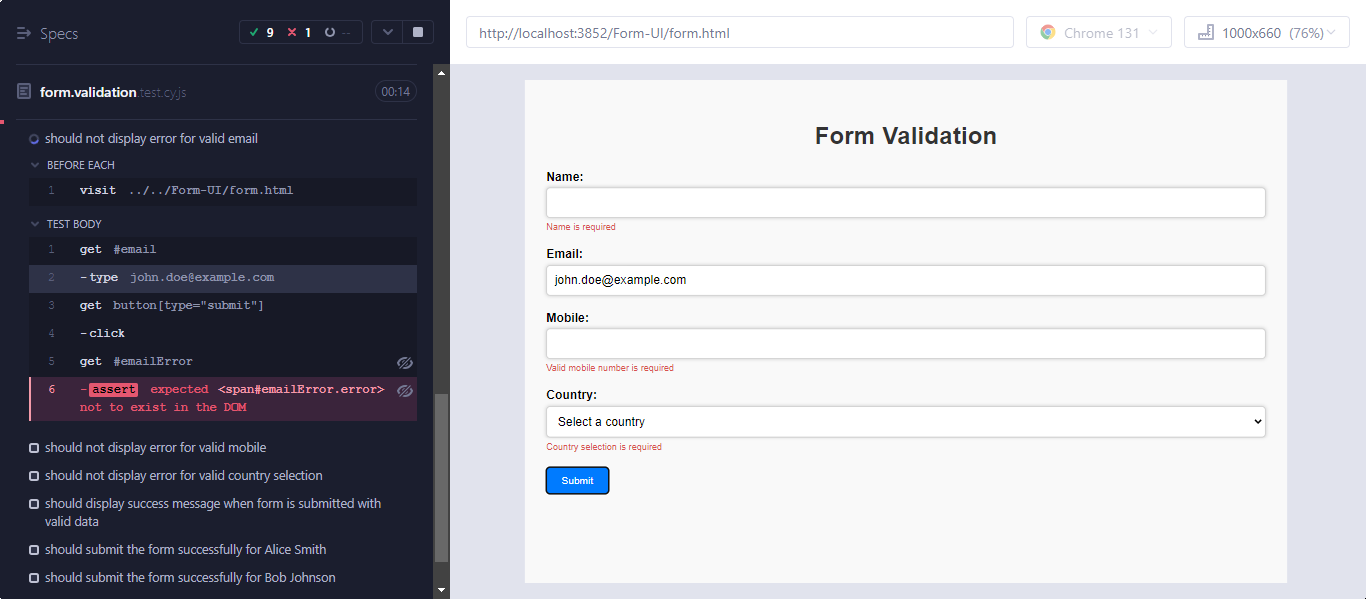 Specs
9 1 --
form.validation.test.cy.js 00:14
should not display error for valid email
BEFORE EACH
1 visit ../../Form-UI/form.html
TEST BODY
1 get #email
2 -type john.doe@example.com
3 get button[type="submit"]
4 -click
5 get #emailError
6 -assert expected <span#emailError.error>
not to exist in the DOM
should not display error for valid mobile
should not display error for valid country selection
should display success message when form is submitted with
valid data
should submit the form successfully for Alice Smith
should submit the form successfully for Bob Johnson
http://localhost:3852/Form-UI/form.html
Chrome 131
1000x660 (76%)
Form Validation
Name:
Name is required
Email:
john.doe@example.com
Mobile:
Valid mobile number is required
Country:
Select a country
Country selection is required
Submit